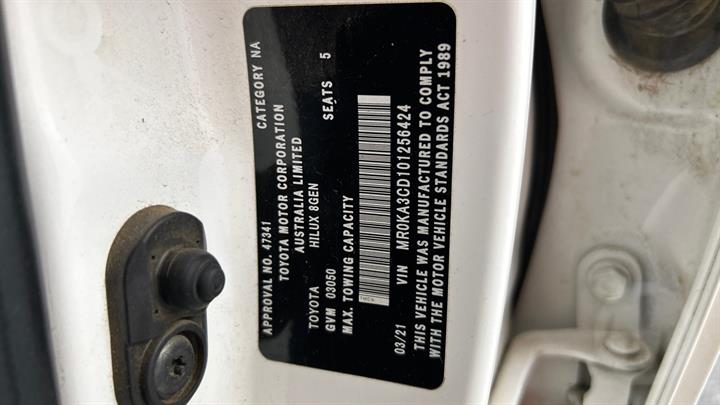 APPROVAL NO. 47341 CATEGORY NA
TOYOTA MOTOR CORPORATION
AUSTRALIA LIMITED
TOYOTA HILUX 8GEN
GVM 03050 SEATS 5
MAX. TOWING CAPACITY
03/21 VIN MR0KA3CD101256424
THIS VEHICLE WAS MANUFACTURED TO COMPLY
WITH THE MOTOR VEHICLE STANDARDS ACT 1989